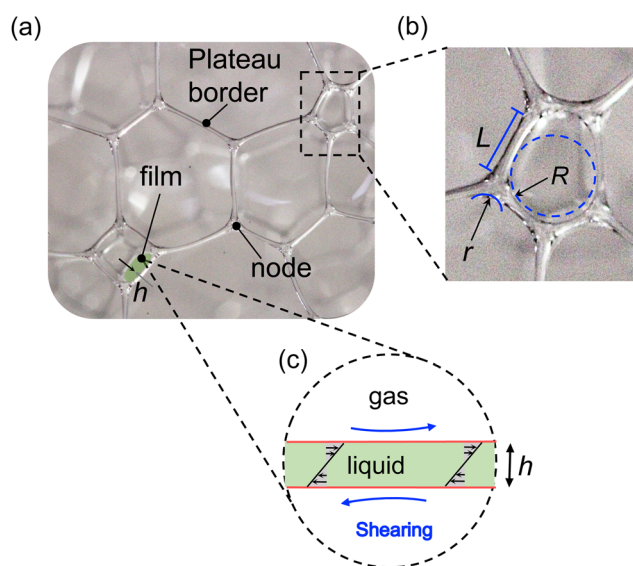 (a)
Plateau
border
film
node
h
(b)
L
R
r
(c)
gas
liquid
h
Shearing